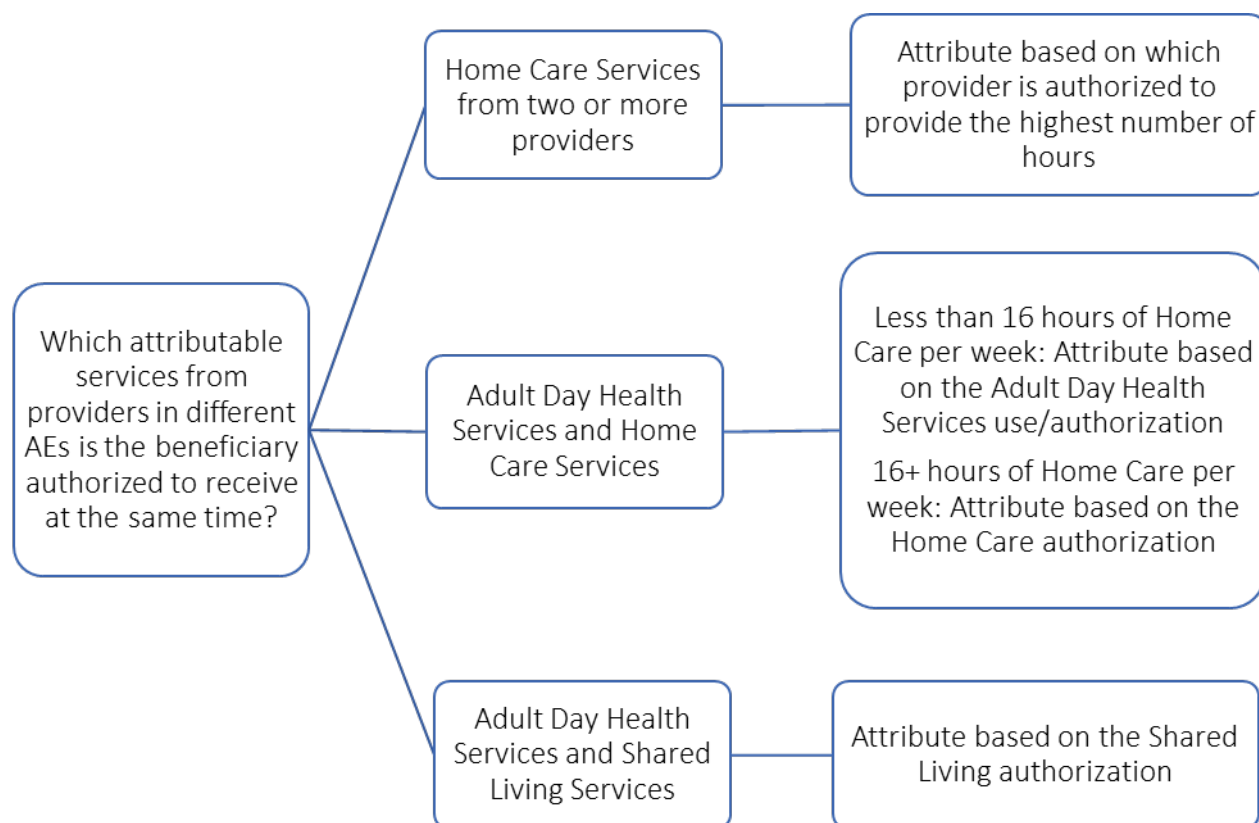 Which attributable
services from
providers in different
AEs is the beneficiary
authorized to receive
at the same time?
Home Care Services
from two or more
providers
Attribute based on which
provider is authorized to
provide the highest number of
hours
Adult Day Health
Services and Home
Care Services
Less than 16 hours of Home
Care per week: Attribute based
on the Adult Day Health
Services use/authorization
16+ hours of Home Care per
week: Attribute based on the
Home Care authorization
Adult Day Health
Services and Shared
Living Services
Attribute based on the Shared
Living authorization